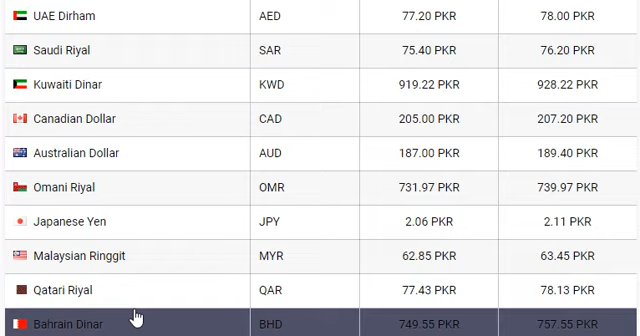 UAE Dirham AED 77.20 PKR 78.00 PKR
Saudi Riyal SAR 75.40 PKR 76.20 PKR
Kuwaiti Dinar KWD 919.22 PKR 928.22 PKR
Canadian Dollar CAD 205.00 PKR 207.20 PKR
Australian Dollar AUD 187.00 PKR 189.40 PKR
Omani Riyal OMR 731.97 PKR 739.97 PKR
Japanese Yen JPY 2.06 PKR 2.11 PKR
Malaysian Ringgit MYR 62.85 PKR 63.45 PKR
Qatari Riyal QAR 77.43 PKR 78.13 PKR
Bahrain Dinar BHD 749.55 PKR 757.55 PKR